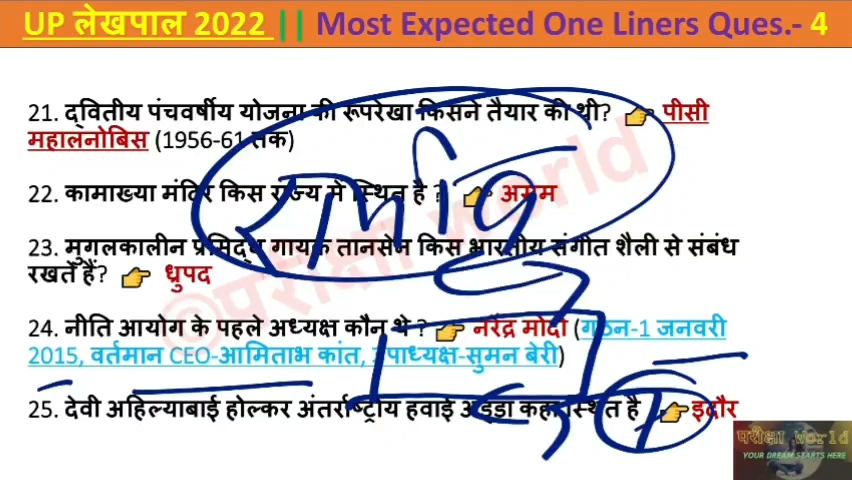 UP लेखपाल 2022 || Most Expected One Liners Ques.- 4
21. द्वितीय पंचवर्षीय योजना की रूपरेखा किसने तैयार की थी? 👉 पीसी
महालनोबिस (1956-61 तक)
22. कामाख्या मंदिर किस राज्य में स्थित है ? 👉 असम
23. मुगलकालीन प्रसिद्ध गायक तानसेन किस भारतीय संगीत शैली से संबंध
रखते हैं? 👉 ध्रुपद
24. नीति आयोग के पहले अध्यक्ष कौन थे ? 👉 नरेंद्र मोदी (गठन-1 जनवरी
2015, वर्तमान CEO-आमिताभ कांत, उपाध्यक्ष-सुमन बेरी)
25. देवी अहिल्याबाई होल्कर अंतर्राष्ट्रीय हवाई अड्डा कहा स्थित है 👉 इंदौर
©परीक्षा world
परीक्षा World
YOUR DREAM STARTS HERE